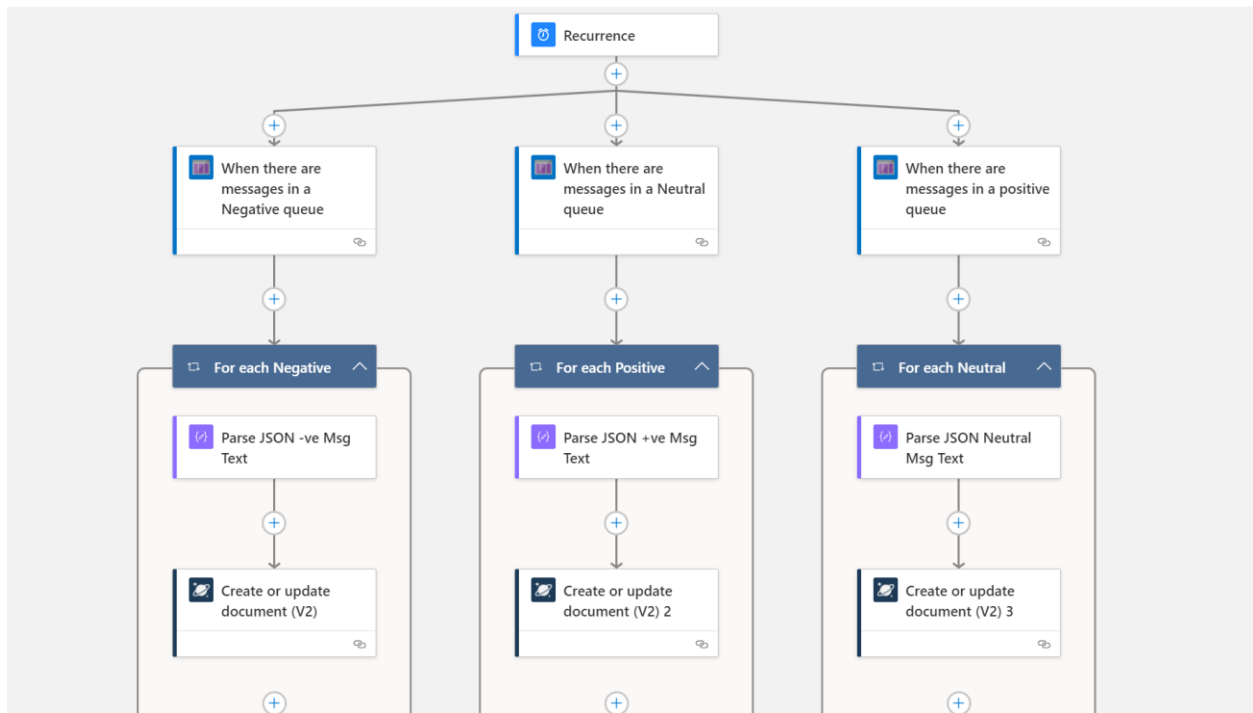 Recurrence
When there are
messages in a
Negative queue
When there are
messages in a Neutral
queue
When there are
messages in a positive
queue
For each Negative
For each Positive
For each Neutral
Parse JSON -ve Msg
Text
Parse JSON +ve Msg
Text
Parse JSON Neutral
Msg Text
Create or update
document (V2)
Create or update
document (V2) 2
Create or update
document (V2) 3